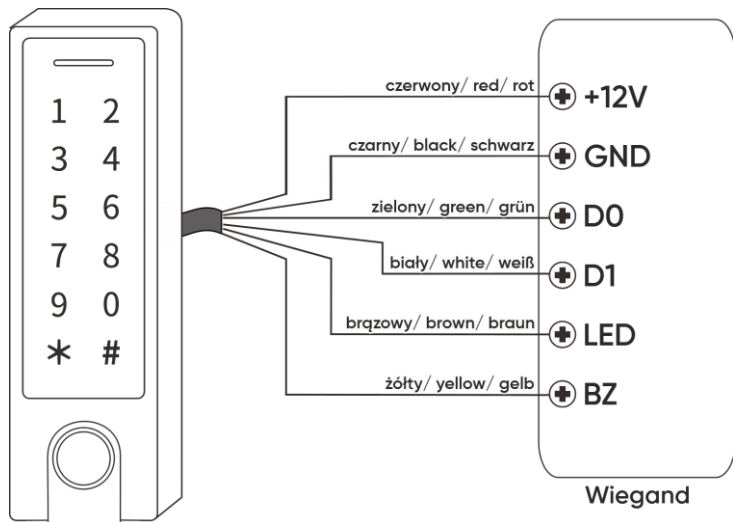 1 2
3 4
5 6
7 8
9 0
* #
czerwony/ red/ rot
+12V
czarny/ black/ schwarz
GND
zielony/ green/ grün
D0
biały/ white/ weiß
D1
brązowy/ brown/ braun
LED
żółty/ yellow/ gelb
BZ
Wiegand